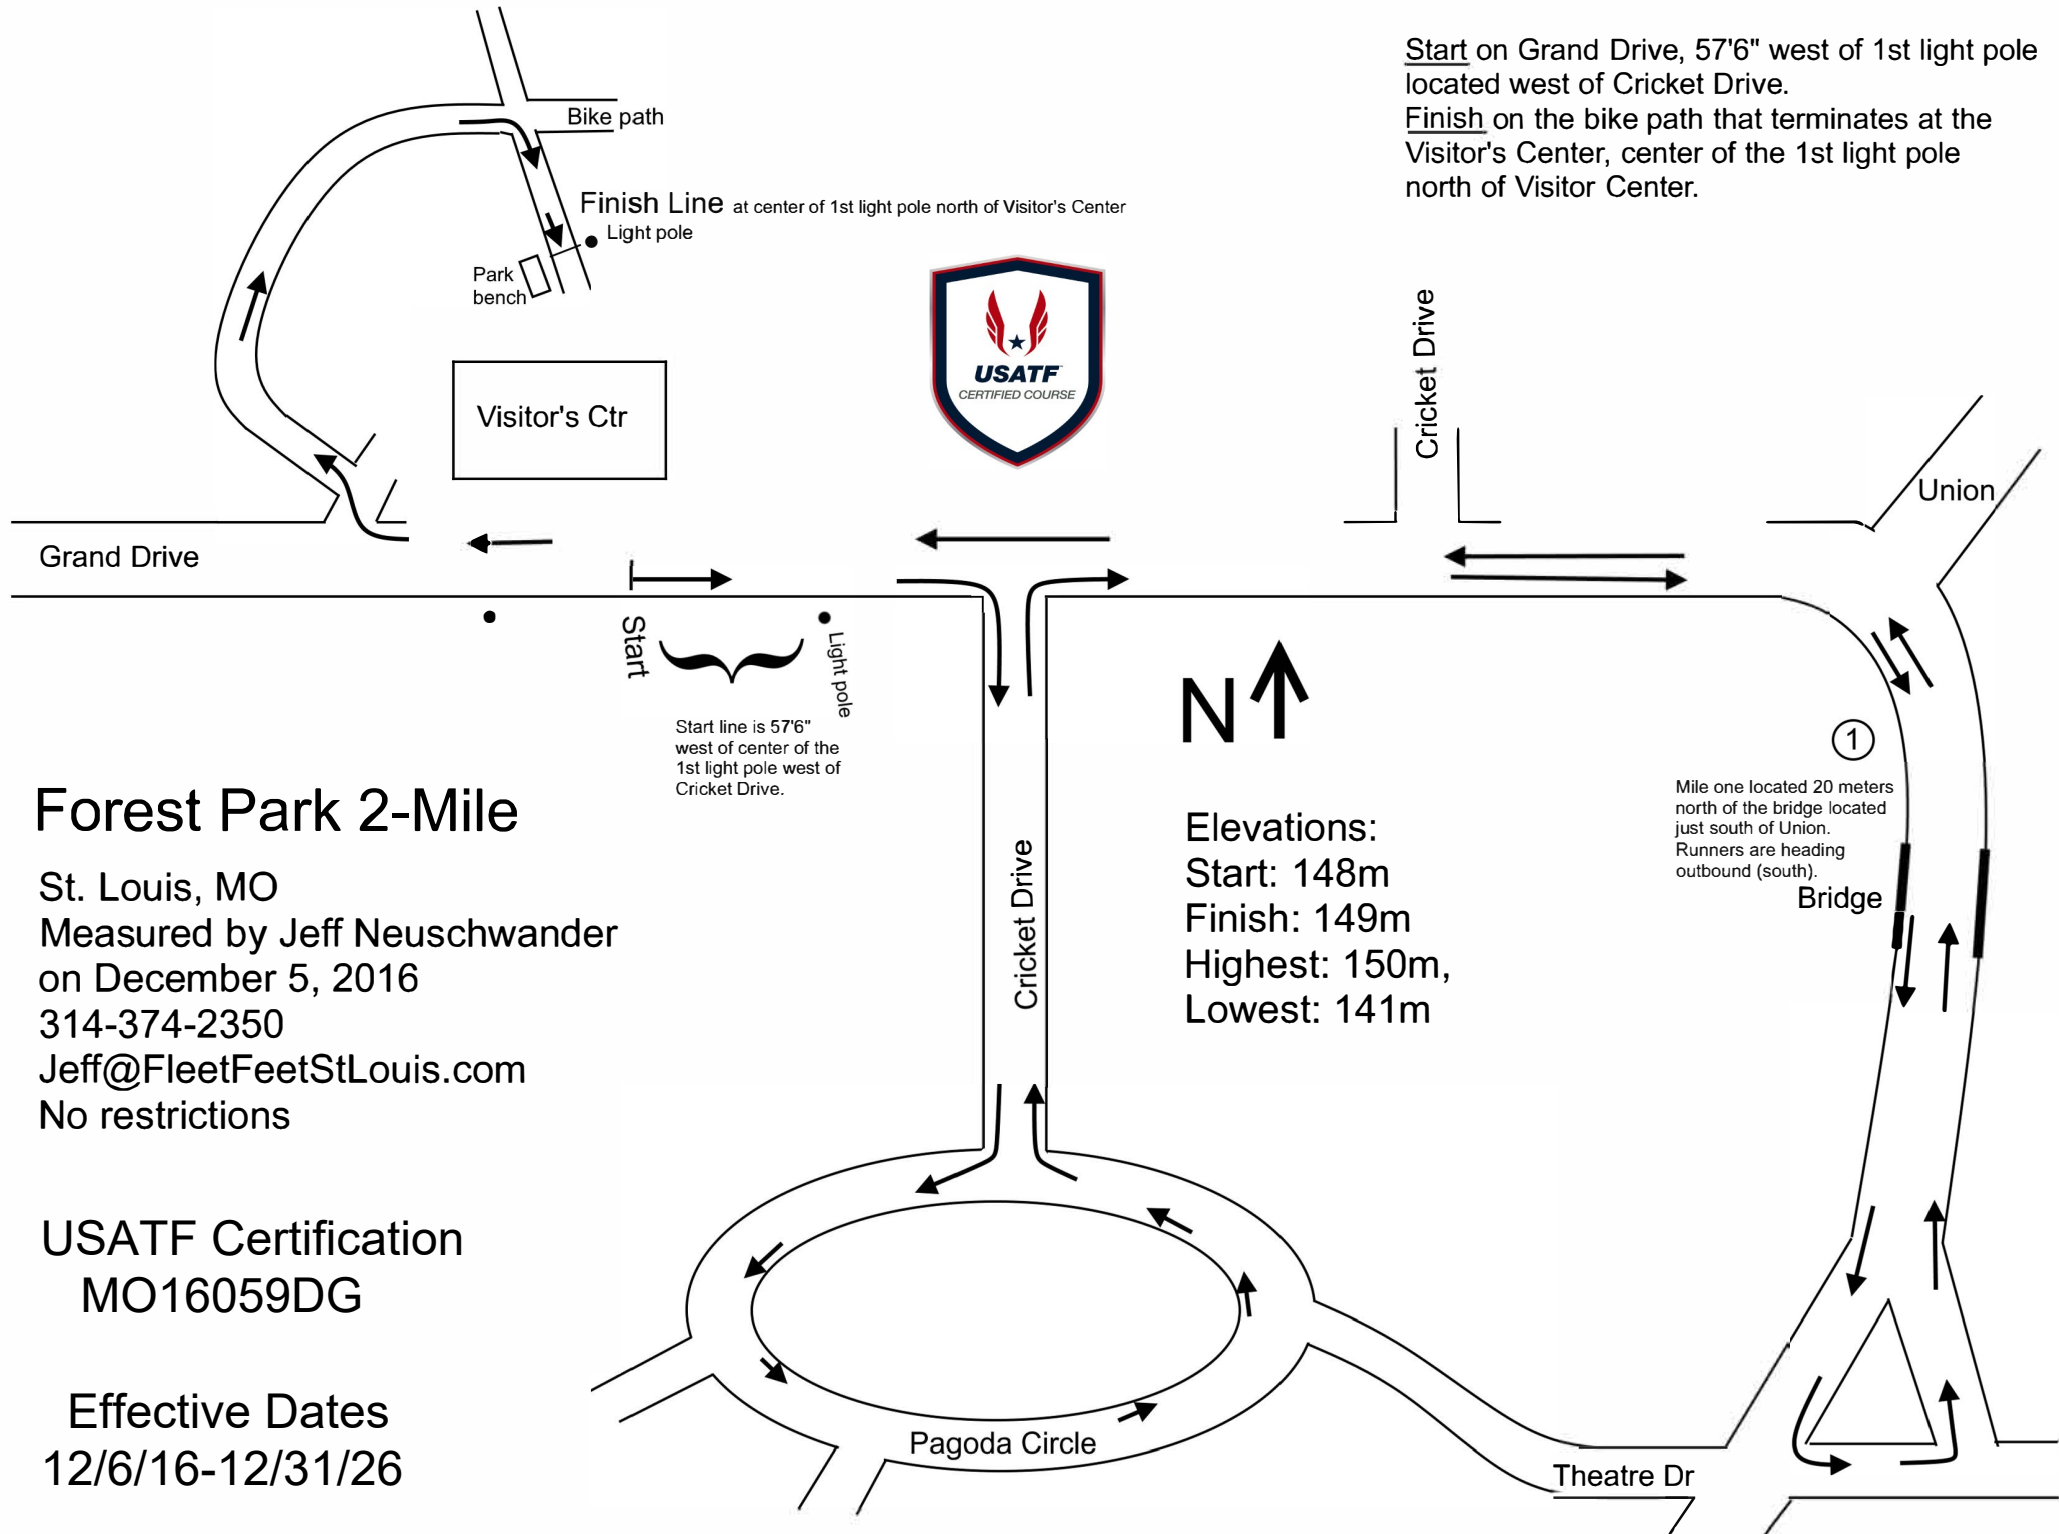 Start on Grand Drive, 57'6" west of 1st light pole
located west of Cricket Drive.
Finish on the bike path that terminates at the
Visitor's Center, center of the 1st light pole
north of Visitor Center.
Bike path
Finish Line at center of 1st light pole north of Visitor's Center
Light pole
Park
bench
USATF
CERTIFIED COURSE
Cricket Drive
Visitor's Ctr
Union
Grand Drive
Start
Light pole
Start line is 57'6"
west of center of the
1st light pole west of
Cricket Drive.
N
1
Mile one located 20 meters
north of the bridge located
just south of Union.
Runners are heading
outbound (south).
Bridge
Forest Park 2-Mile
St. Louis, MO
Measured by Jeff Neuschwander
on December 5, 2016
314-374-2350
Jeff@FleetFeetStLouis.com
No restrictions
Cricket Drive
Elevations:
Start: 148m
Finish: 149m
Highest: 150m,
Lowest: 141m
USATF Certification
MO16059DG
Effective Dates
12/6/16-12/31/26
Pagoda Circle
Theatre Dr